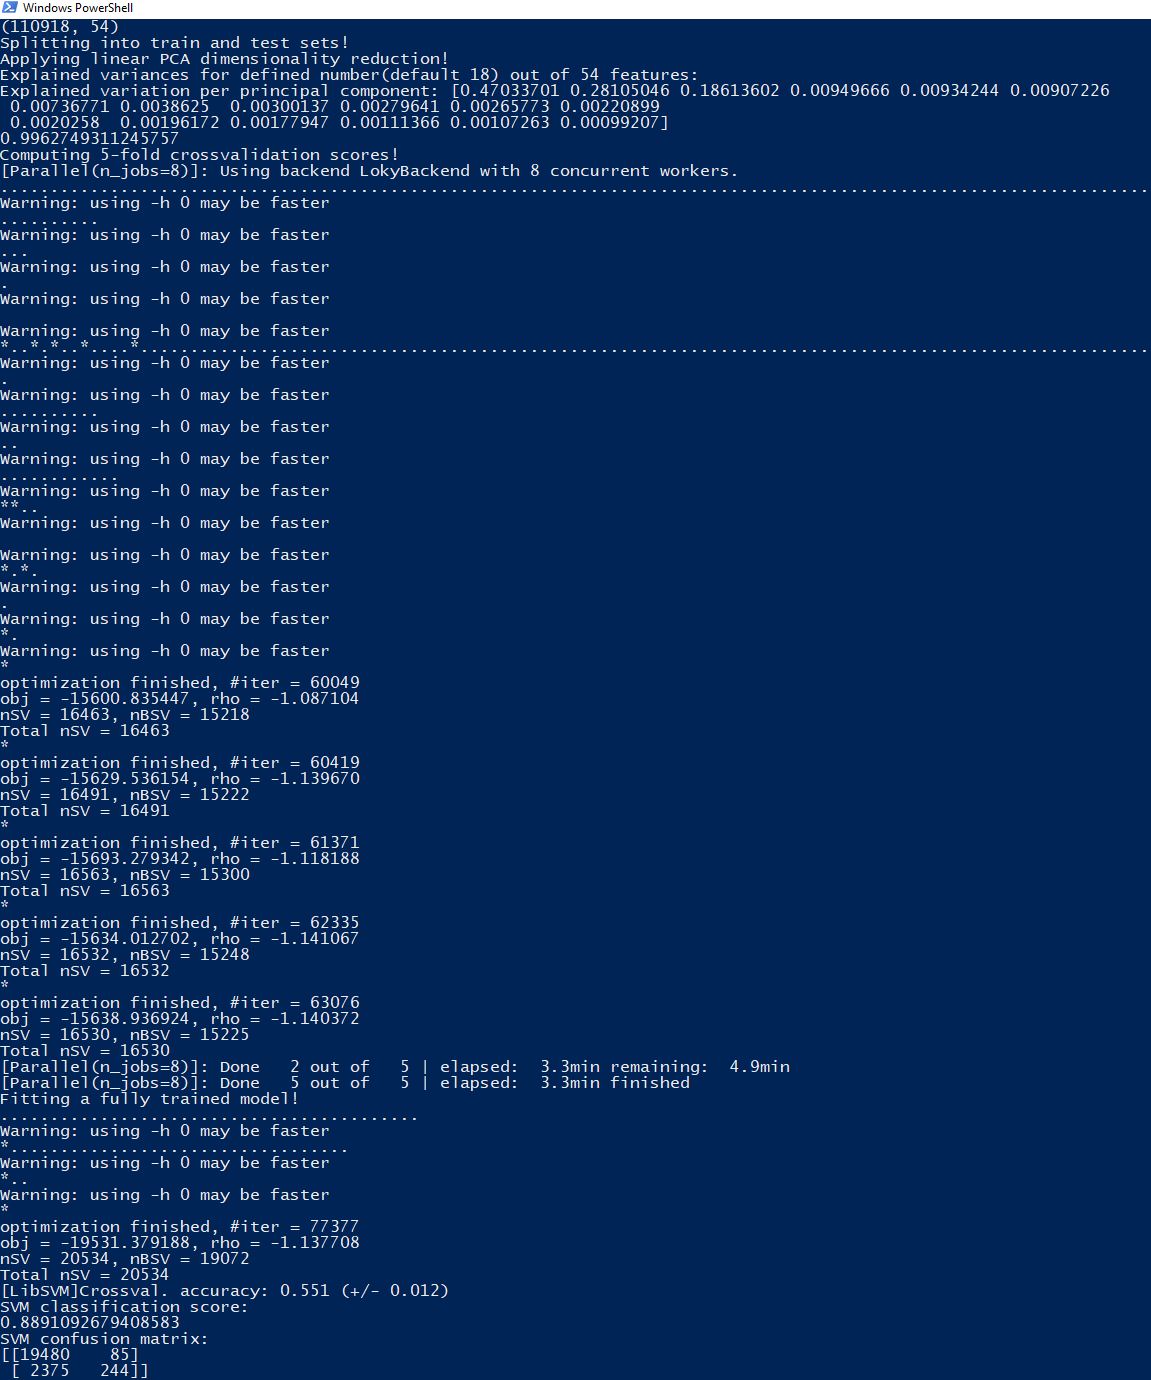 Windows PowerShell
(110918, 54)
Splitting into train and test sets!
Applying linear PCA dimensionality reduction!
Explained variances for defined number(default 18) out of 54 features:
Explained variation per principal component: [0.47033701 0.28105046 0.18613602 0.00949666 0.00934244 0.00907226
 0.00736771 0.0038625  0.00300137 0.00279641 0.00265773 0.00220899
 0.0020258  0.00196172 0.00177947 0.00111366 0.00107263 0.00099207]
0.9962749311245757
Computing 5-fold crossvalidation scores!
[Parallel(n_jobs=8)]: Using backend LokyBackend with 8 concurrent workers.
...................................................................................................................
Warning: using -h 0 may be faster
..........
Warning: using -h 0 may be faster
...
Warning: using -h 0 may be faster
.
Warning: using -h 0 may be faster
Warning: using -h 0 may be faster
*..*.*..*....*.....................................................................................................
Warning: using -h 0 may be faster
.
Warning: using -h 0 may be faster
..........
Warning: using -h 0 may be faster
..
Warning: using -h 0 may be faster
............
Warning: using -h 0 may be faster
**..
Warning: using -h 0 may be faster
Warning: using -h 0 may be faster
*.*.
Warning: using -h 0 may be faster
.
Warning: using -h 0 may be faster
*.
Warning: using -h 0 may be faster
*
optimization finished, #iter = 60049
obj = -15600.835447, rho = -1.087104
nSV = 16463, nBSV = 15218
Total nSV = 16463
*
optimization finished, #iter = 60419
obj = -15629.536154, rho = -1.139670
nSV = 16491, nBSV = 15222
Total nSV = 16491
*
optimization finished, #iter = 61371
obj = -15693.279342, rho = -1.118188
nSV = 16563, nBSV = 15300
Total nSV = 16563
*
optimization finished, #iter = 62335
obj = -15634.012702, rho = -1.141067
nSV = 16532, nBSV = 15248
Total nSV = 16532
*
optimization finished, #iter = 63076
obj = -15638.936924, rho = -1.140372
nSV = 16530, nBSV = 15225
Total nSV = 16530
[Parallel(n_jobs=8)]: Done   2 out of   5 | elapsed:  3.3min remaining:  4.9min
[Parallel(n_jobs=8)]: Done   5 out of   5 | elapsed:  3.3min finished
Fitting a fully trained model!
..........................................
Warning: using -h 0 may be faster
*..................................
Warning: using -h 0 may be faster
*..
Warning: using -h 0 may be faster
*
optimization finished, #iter = 77377
obj = -19531.379188, rho = -1.137708
nSV = 20534, nBSV = 19072
Total nSV = 20534
[LibSVM]Crossval. accuracy: 0.551 (+/- 0.012)
SVM classification score:
0.8891092679408583
SVM confusion matrix:
[[19480    85]
 [ 2375   244]]